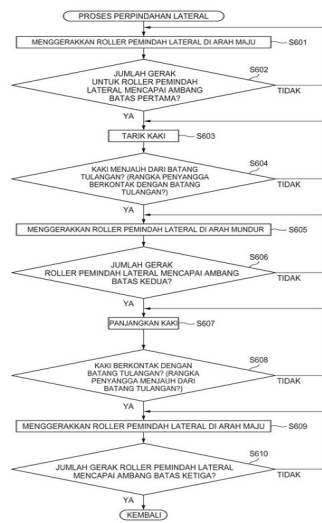 PROSES PERPINDAHAN LATERAL
MENGGERAKKAN ROLLER PEMINDAH LATERAL DI ARAH MAJU
S601
S602
JUMLAH GERAK
UNTUK ROLLER PEMINDAH
LATERAL MENCAPAI AMBANG
BATAS PERTAMA?
TIDAK
YA
TARIK KAKI
S603
S604
KAKI MENJAUH DARI BATANG
TULANGAN? (RANGKA PENYANGGA
BERKONTAK DENGAN BATANG
TULANGAN?)
TIDAK
YA
MENGGERAKKAN ROLLER PEMINDAH LATERAL DI ARAH MUNDUR
S605
S606
JUMLAH GERAK
ROLLER PEMINDAH LATERAL MENCAPAI AMBANG
BATAS KEDUA?
TIDAK
YA
PANJANGKAN KAKI
S607
S608
KAKI BERKONTAK DENGAN
BATANG TULANGAN? (RANGKA
PENYANGGA MENJAUH DARI
BATANG TULANGAN?)
TIDAK
YA
MENGGERAKKAN ROLLER PEMINDAH LATERAL DI ARAH MAJU
S609
S610
JUMLAH GERAK ROLLER PEMINDAH LATERAL
MENCAPAI AMBANG BATAS KETIGA?
TIDAK
YA
KEMBALI